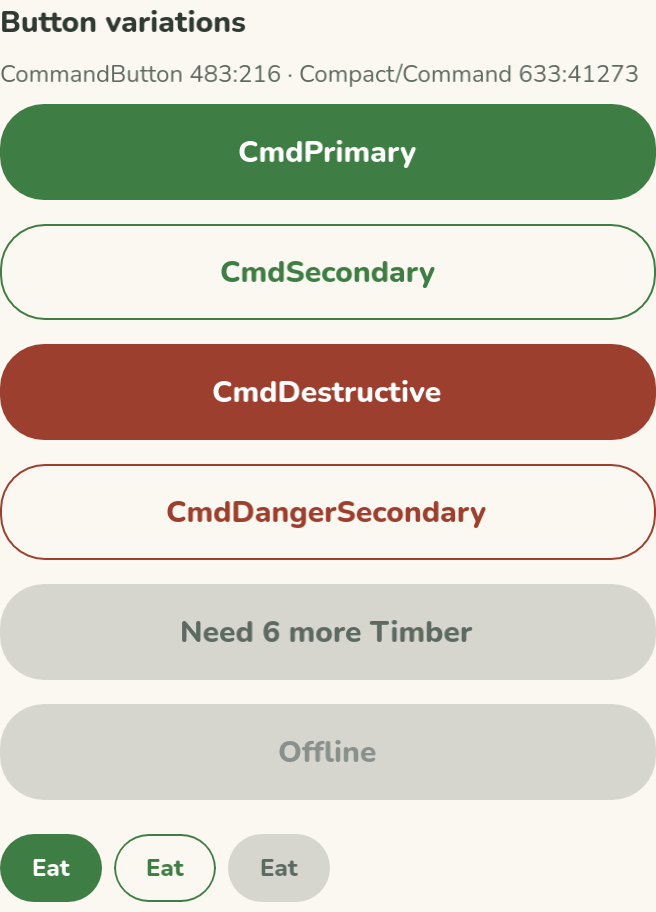 Button variations
CommandButton 483:216 · Compact/Command 633:41273
CmdPrimary
CmdSecondary
CmdDestructive
CmdDangerSecondary
Need 6 more Timber
Offline
Eat Eat Eat